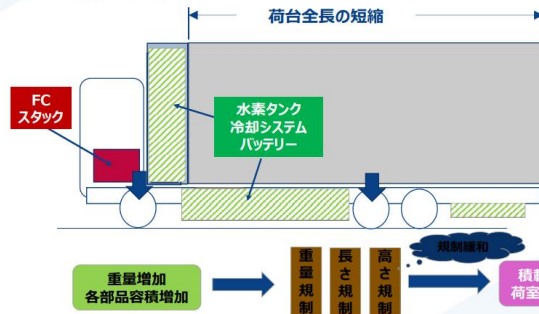 荷台全長の短縮
FC
スタック
水素タンク
冷却システム
バッテリー
規制緩和
重量増加
各部品容積増加
重量規制
長さ規制
高さ規制
積載
荷室